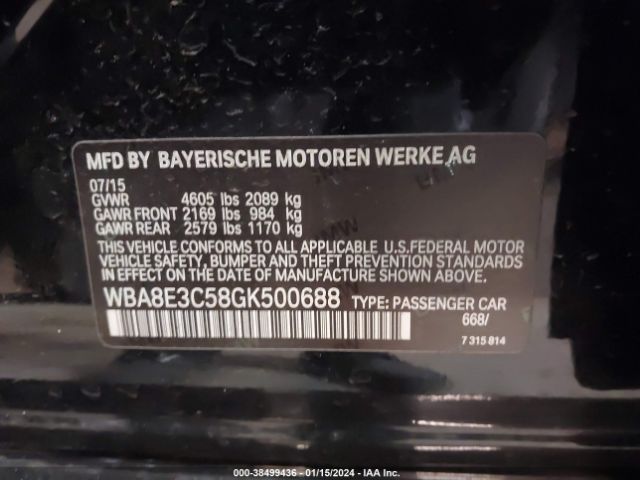 MFD BY BAYERISCHE MOTOREN WERKE AG
07/15
GVWR 4605 lbs 2089 kg
GAWR FRONT 2169 lbs 984 kg
GAWR REAR 2579 lbs 1170 kg
THIS VEHICLE CONFORMS TO ALL APPLICABLE U.S.FEDERAL MOTOR
VEHICLE SAFETY, BUMPER AND THEFT PREVENTION STANDARDS
IN EFFECT ON THE DATE OF MANUFACTURE SHOWN ABOVE.
WBA8E3C58GK500688 TYPE: PASSENGER CAR
668/
7 315 814
000-38499436 - 01/15/2024 - IAA Inc.